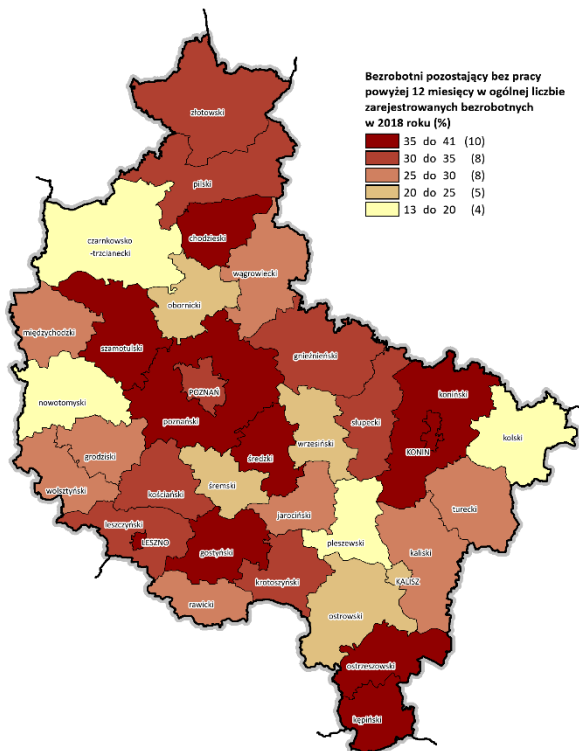 Bezrobotni pozostający bez pracy
powyżej 12 miesięcy w ogólnej liczbie
zarejestrowanych bezrobotnych
w 2018 roku (%)
35 do 41 (10)
30 do 35 (8)
25 do 30 (8)
20 do 25 (5)
13 do 20 (4)
złotowski
pilski
chodzieski
czarnkowsko
-trzcianecki
wągrowiecki
obornicki
międzychodzki
szamotulski
gnieźnieński
POZNAŃ
koniński
nowotomyski
poznański
słupecki
wrzesiński
kolski
KONIN
grodziski
średzki
wolsztyński
kościański
śremski
turecki
jarociński
leszczyński
LESZNO
gostyński
pleszewski
kaliski
krotoszyński
KALISZ
rawicki
ostrowski
ostrzeszowski
kępiński